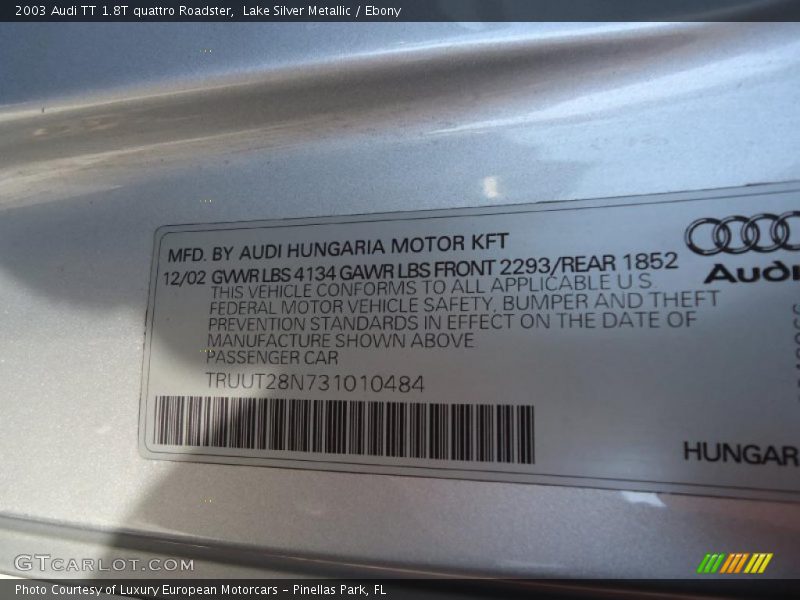 2003 Audi TT 1.8T quattro Roadster,  Lake Silver Metallic / Ebony
MFD. BY AUDI HUNGARIA MOTOR KFT
12/02 GVWR LBS 4134 GAWR LBS FRONT 2293/REAR 1852
THIS VEHICLE CONFORMS TO ALL APPLICABLE U S
FEDERAL MOTOR VEHICLE SAFETY, BUMPER AND THEFT
PREVENTION STANDARDS IN EFFECT ON THE DATE OF
MANUFACTURE SHOWN ABOVE
PASSENGER CAR
TRUUT28N731010484
Audi
HUNGAR
GTCARLOT.COM
Photo Courtesy of Luxury European Motorcars - Pinellas Park, FL